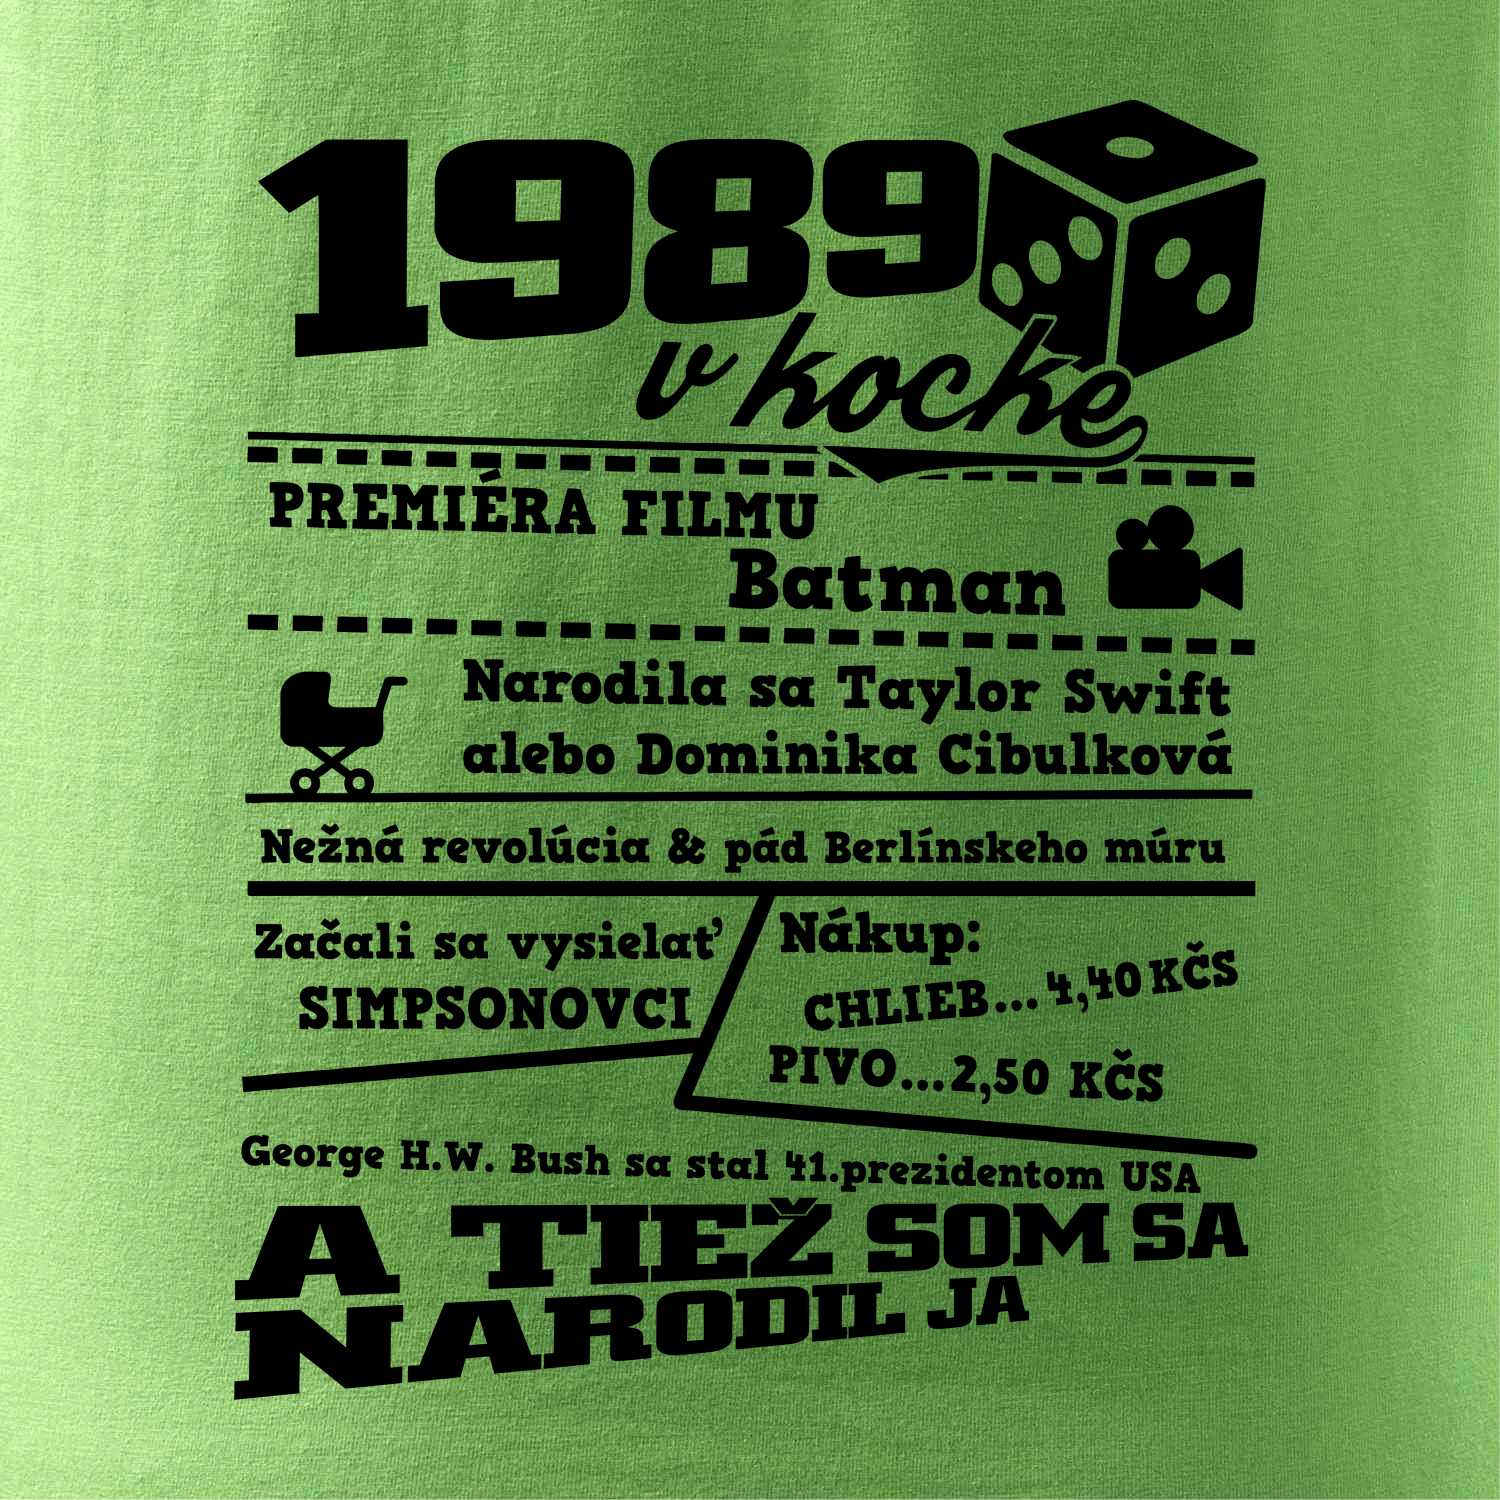 1989
v kocke
PREMIÉRA FILMU
Batman
Narodila sa Taylor Swift
alebo Dominika Cibulková
Nežná revolúcia & pád Berlínskeho múru
Začali sa vysielať
SIMPSONOVCI
Nákup:
CHLIEB...4,40 KČS
PIVO...2,50 KČS
George H.W. Bush sa stal 41.prezidentom USA
A TIEŽ SOM SA
NARODIL JA